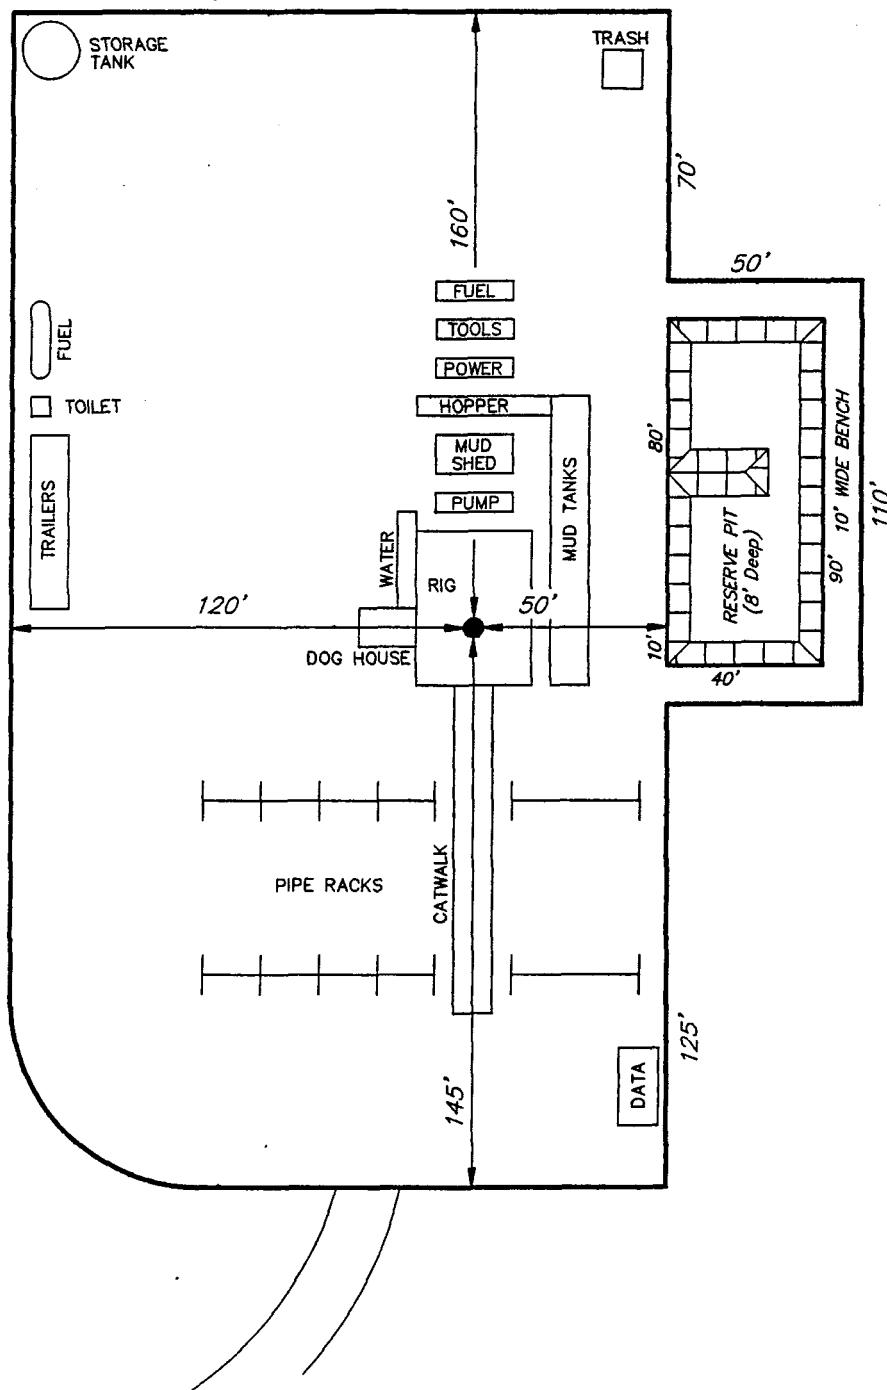 STORAGE
TANK
TRASH
70'
160'
50'
FUEL
TOOLS
POWER
HOPPER
MUD
SHED
PUMP
FUEL
TOILET
TRAILERS
WATER
RIG
MUD TANKS
80'
RESERVE PIT
(8' Deep)
90'
10" WIDE BENCH
110'
120'
50'
DOG HOUSE
10'
40'
PIPE RACKS
CATWALK
145'
125'
DATA